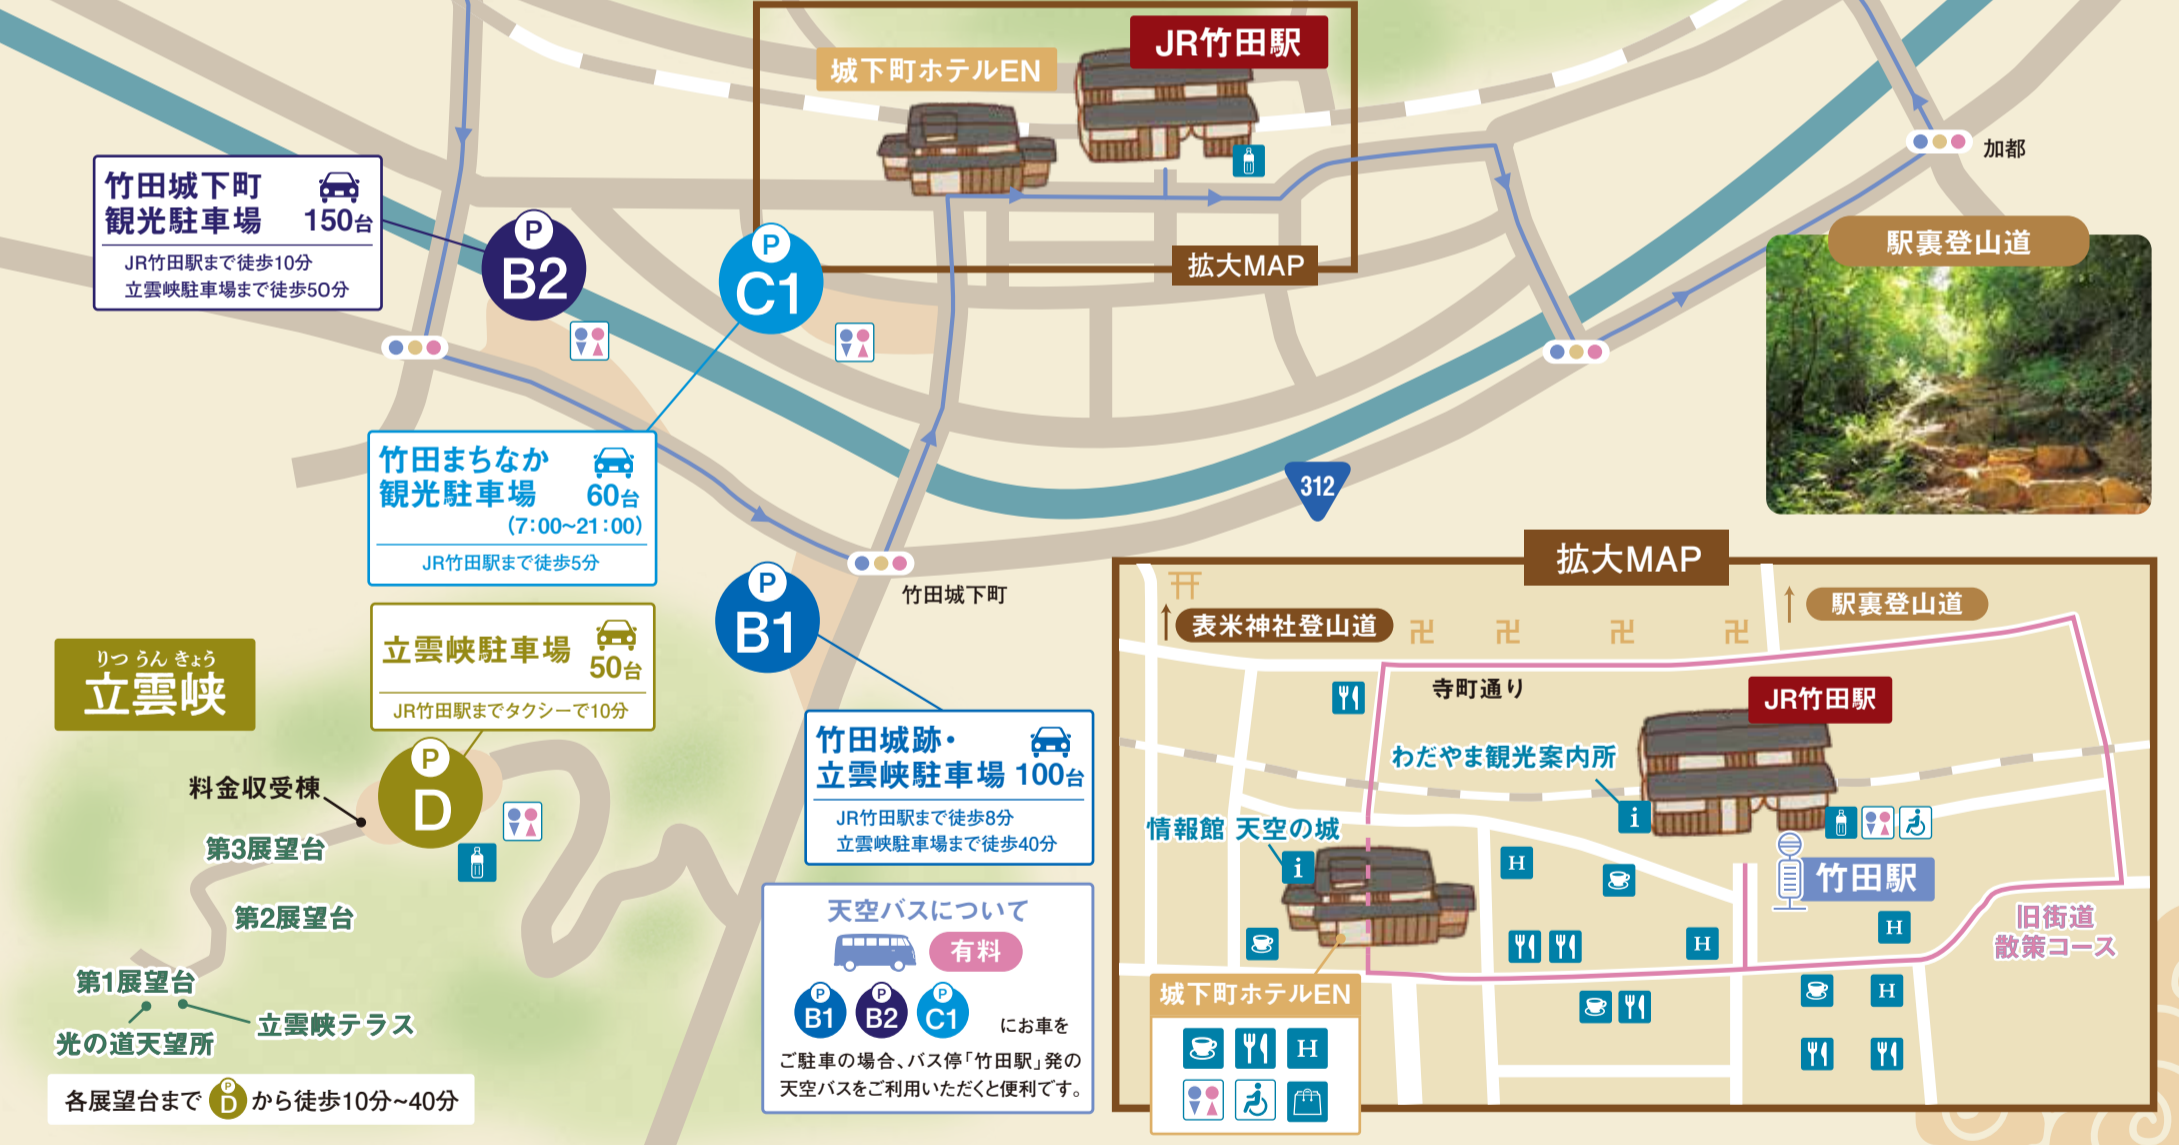 JR竹田駅
城下町ホテルEN
加都
竹田城下町
観光駐車場
150台
JR竹田駅まで徒歩10分
立雲峡駐車場まで徒歩50分
P
B2
P
C1
拡大MAP
駅裏登山道
竹田まちなか
観光駐車場
60台
(7:00~21:00)
JR竹田駅まで徒歩5分
312
竹田城下町
P
B1
立雲峡駐車場
50台
JR竹田駅までタクシーで10分
りつ うん きょう
立雲峡
P
D
料金収受棟
第3展望台
第2展望台
第1展望台
立雲峡テラス
光の道天望所
各展望台まで P D から徒歩10分~40分
竹田城跡・
立雲峡駐車場
100台
JR竹田駅まで徒歩8分
立雲峡駐車場まで徒歩40分
天空バスについて
有料
P B1 P B2 P C1 にお車を
ご駐車の場合、バス停「竹田駅」発の
天空バスをご利用いただくと便利です。
拡大MAP
表米神社登山道
卍 卍 卍 卍
駅裏登山道
寺町通り
JR竹田駅
わだやま観光案内所
i
情報館 天空の城
i
H
竹田駅
H
H
旧街道
散策コース
H
城下町ホテルEN
H